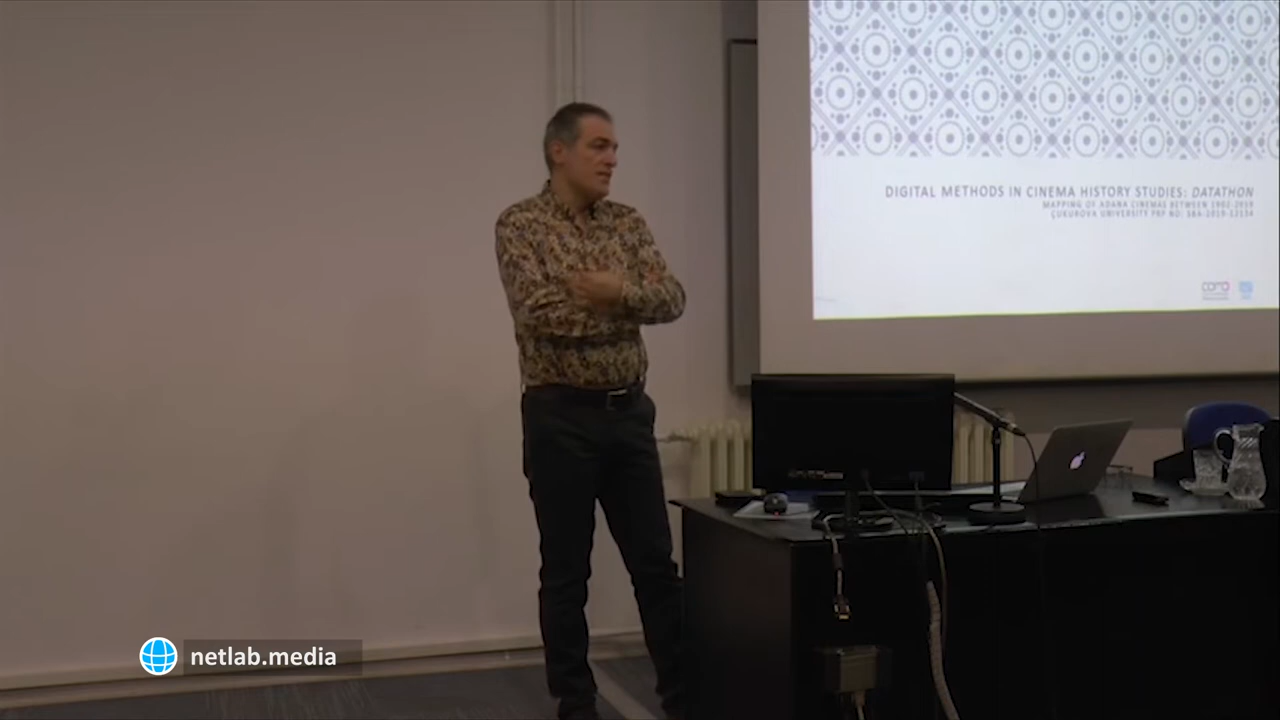 DIGITAL METHODS IN CINEMA HISTORY STUDIES: DATATHON
MAPPING OF ADANA CINEMAS BETWEEN 1902-2018
ÇUKUROVA UNIVERSITY PRP NO: SBA-2019-12134
netlab.media